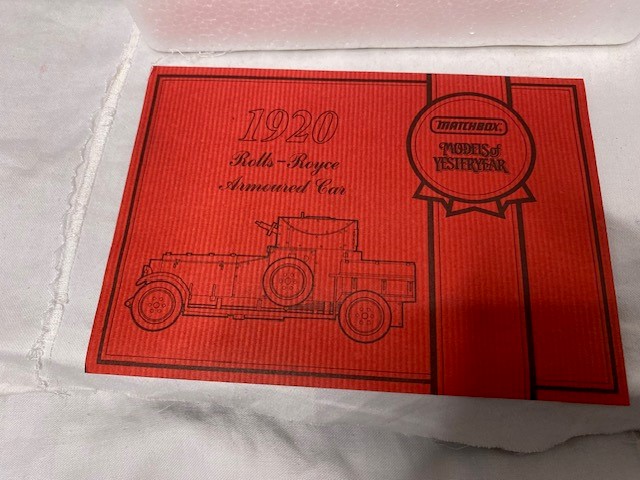 1920
Rolls-Royce
Armoured Car
MATCHBOX
MODELS of
YESTERYEAR